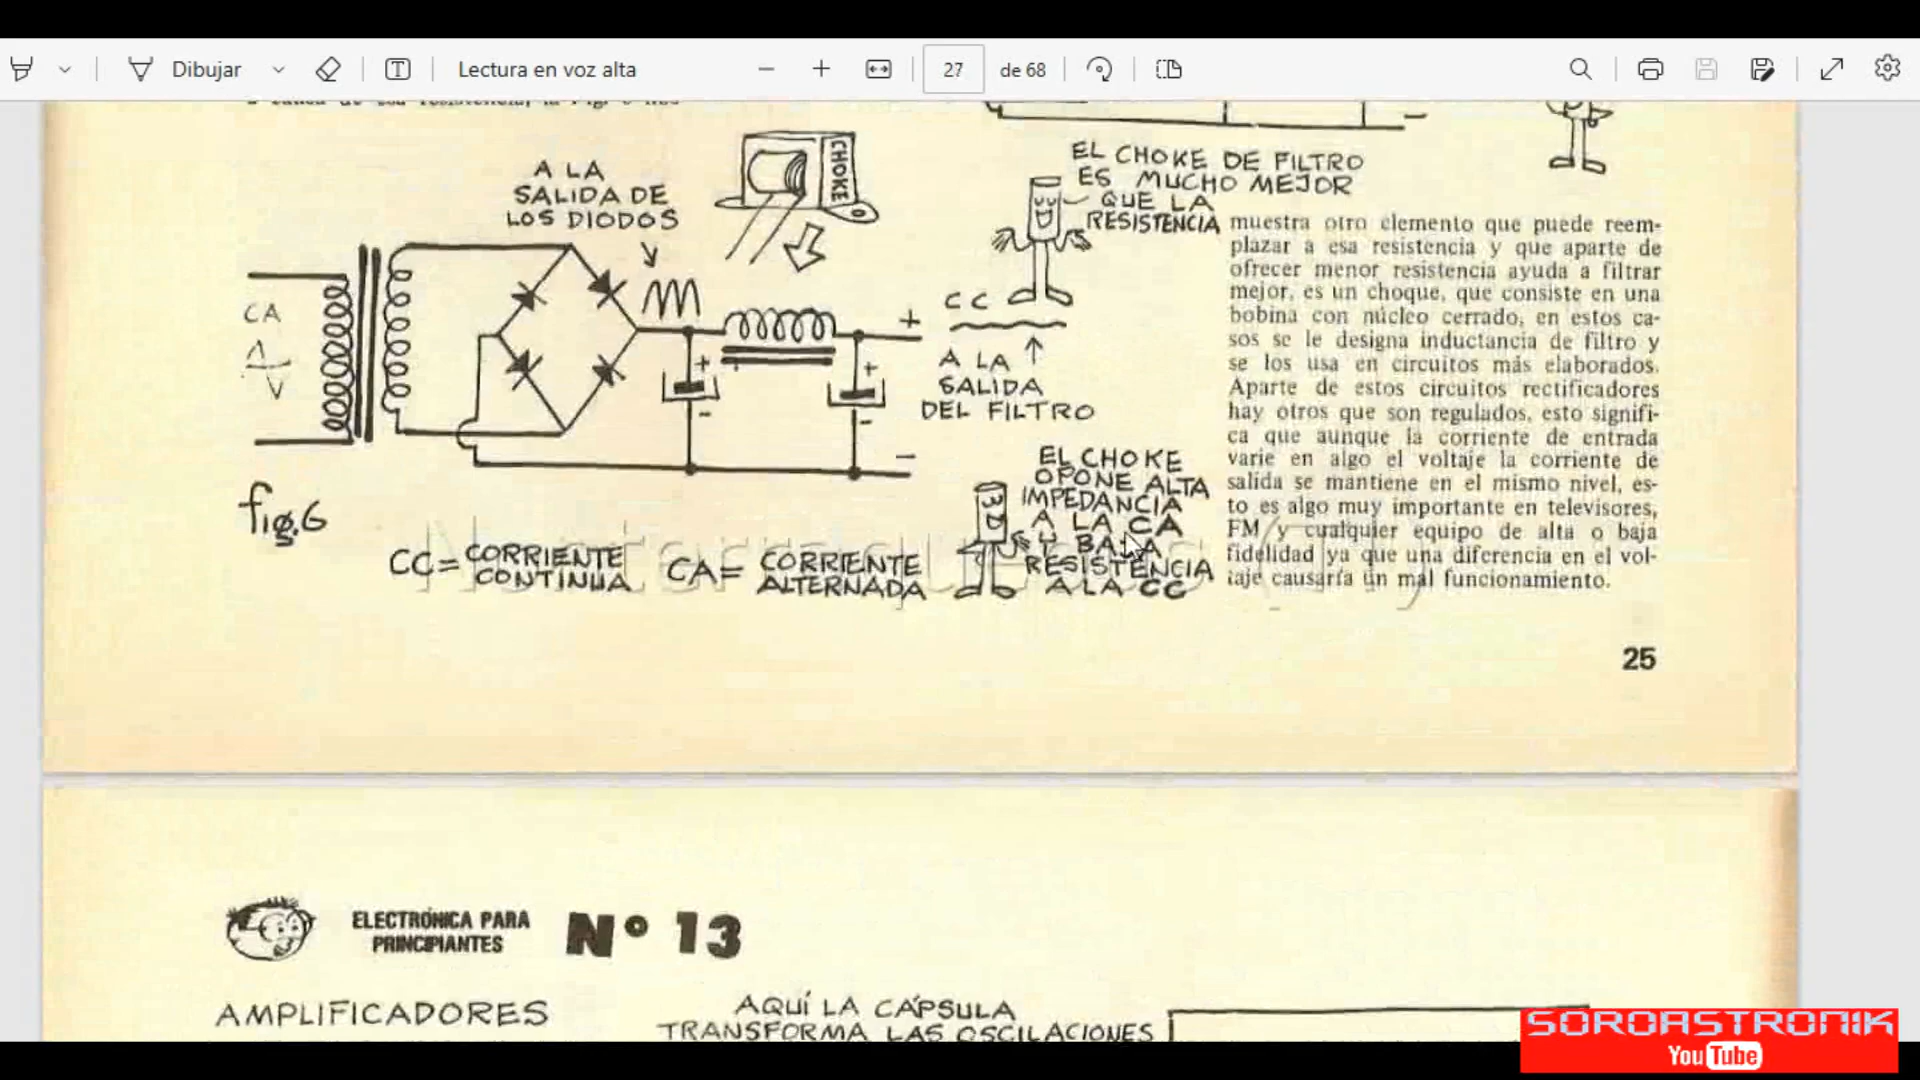 Dibujar
Lectura en voz alta
27
de 68
A LA
SALIDA DE
LOS DIODOS
CHOKE
EL CHOKE DE FILTRO
ES MUCHO MEJOR
QUE LA
RESISTENCIA
CA
CC
+
+
+
-
-
-
A LA
SALIDA
DEL FILTRO
EL CHOKE
OPONE ALTA
IMPEDANCIA
A LA CA
Y BAJA
RESISTENCIA
A LA CC
fig.6
CC = CORRIENTE
CONTINUA
CA = CORRIENTE
ALTERNADA
muestra otro elemento que puede reem-
plazar a esa resistencia y que aparte de
ofrecer menor resistencia ayuda a filtrar
mejor, es un choque, que consiste en una
bobina con núcleo cerrado, en estos ca-
sos se le designa inductancia de filtro y
se los usa en circuitos más elaborados.
Aparte de estos circuitos rectificadores
hay otros que son regulados, esto signifi-
ca que aunque la corriente de entrada
varie en algo el voltaje la corriente de
salida se mantiene en el mismo nivel, es-
to es algo muy importante en televisores,
FM y cualquier equipo de alta o baja
fidelidad ya que una diferencia en el vol-
taje causaría un mal funcionamiento.
25
ELECTRÓNICA PARA
PRINCIPIANTES
Nº 13
AMPLIFICADORES
AQUÍ LA CÁPSULA
TRANSFORMA LAS OSCILACIONES
SOROASTRONIK
YouTube